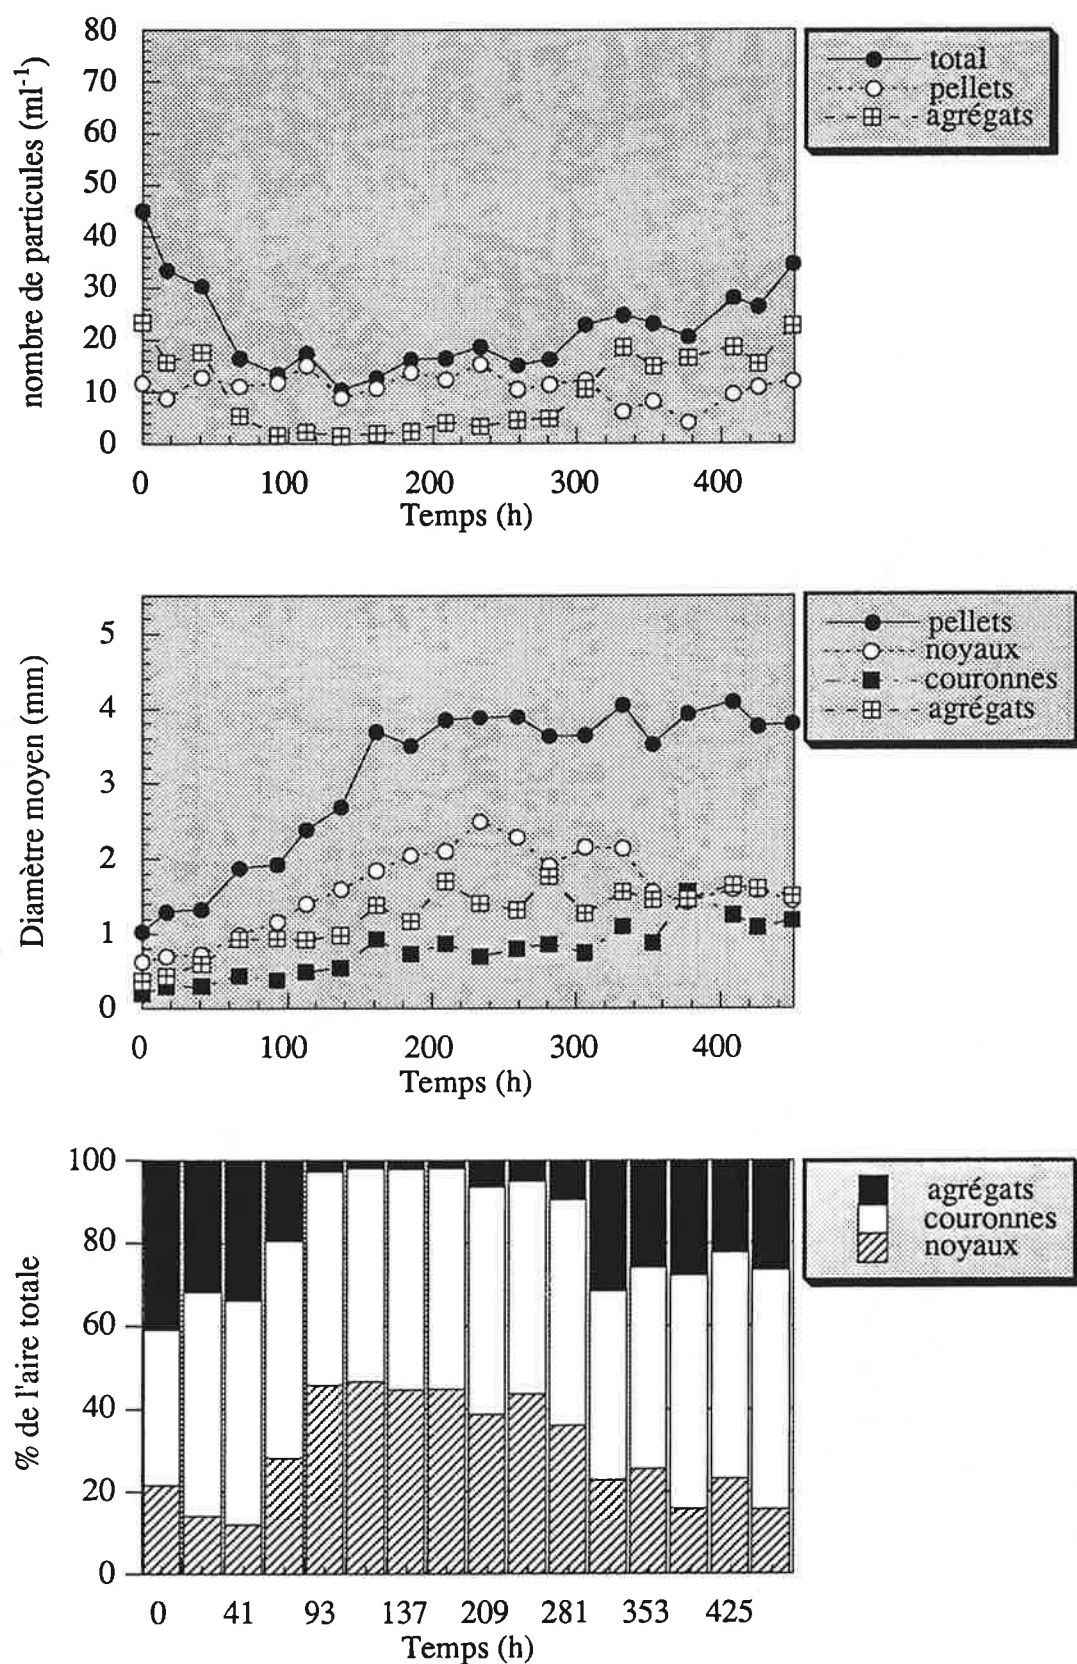 80
70
60
50
40
30
20
10
0
nombre de particules (ml-1)
0 100 200 300 400
Temps (h)
total
pellets
agrégats
5
4
3
2
1
0
Diamètre moyen (mm)
0 100 200 300 400
Temps (h)
pellets
noyaux
couronnes
agrégats
100
80
60
40
20
0
% de l'aire totale
0 41 93 137 209 281 353 425
Temps (h)
agrégats
couronnes
noyaux